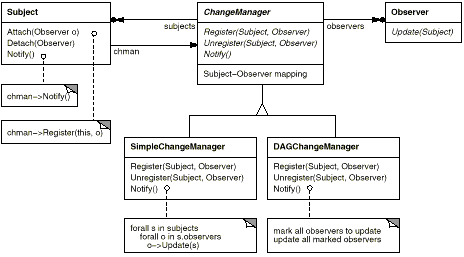 Subject
Attach(Observer o)
Detach(Observer)
Notify()
subjects
chman
ChangeManager
Register(Subject, Observer)
Unregister(Subject, Observer)
Notify()
Subject-Observer mapping
observers
Observer
Update(Subject)
chman->Notify()
chman->Register(this, o)
SimpleChangeManager
Register(Subject, Observer)
Unregister(Subject, Observer)
Notify()
DAGChangeManager
Register(Subject, Observer)
Unregister(Subject, Observer)
Notify()
forall s in subjects
forall o in s.observers
o->Update(s)
mark all observers to update
update all marked observers